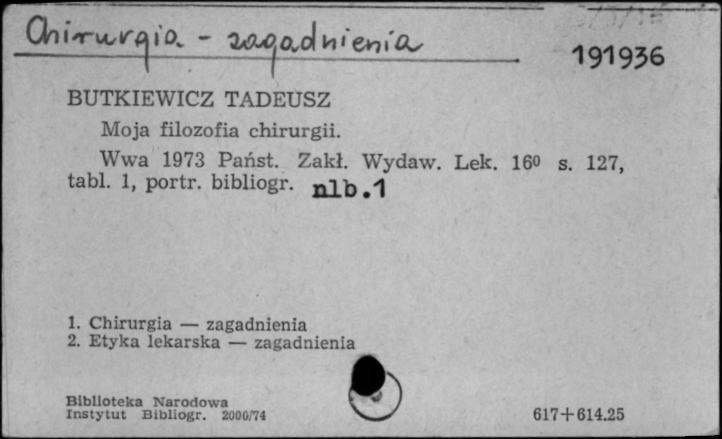 Chirurgia - zagadnienia
191936
BUTKIEWICZ TADEUSZ
Moja filozofia chirurgii.
Wwa 1973 Państ. Zakł. Wydaw. Lek. 16⁰ s. 127,
tabl. 1, portr. bibliogr. nlb.1
1. Chirurgia — zagadnienia
2. Etyka lekarska — zagadnienia
Biblioteka Narodowa
Instytut Bibliogr. 2000/74
617+614.25